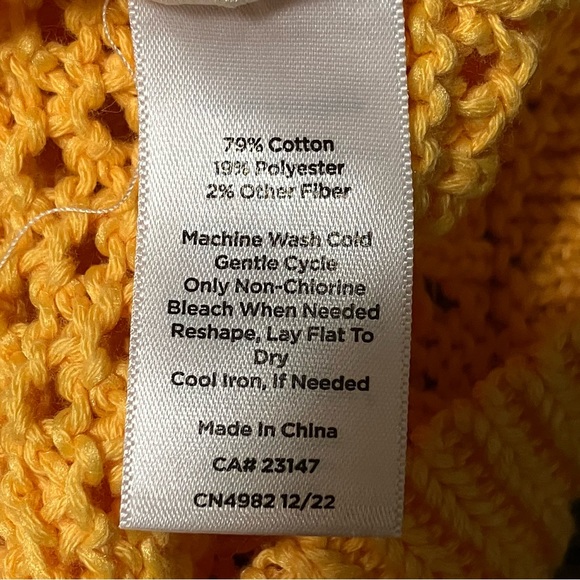 79% Cotton
19% Polyester
2% Other Fiber
Machine Wash Cold
Gentle Cycle
Only Non-Chlorine
Bleach When Needed
Reshape, Lay Flat To
Dry
Cool Iron, If Needed
Made In China
CA# 23147
CN4982 12/22